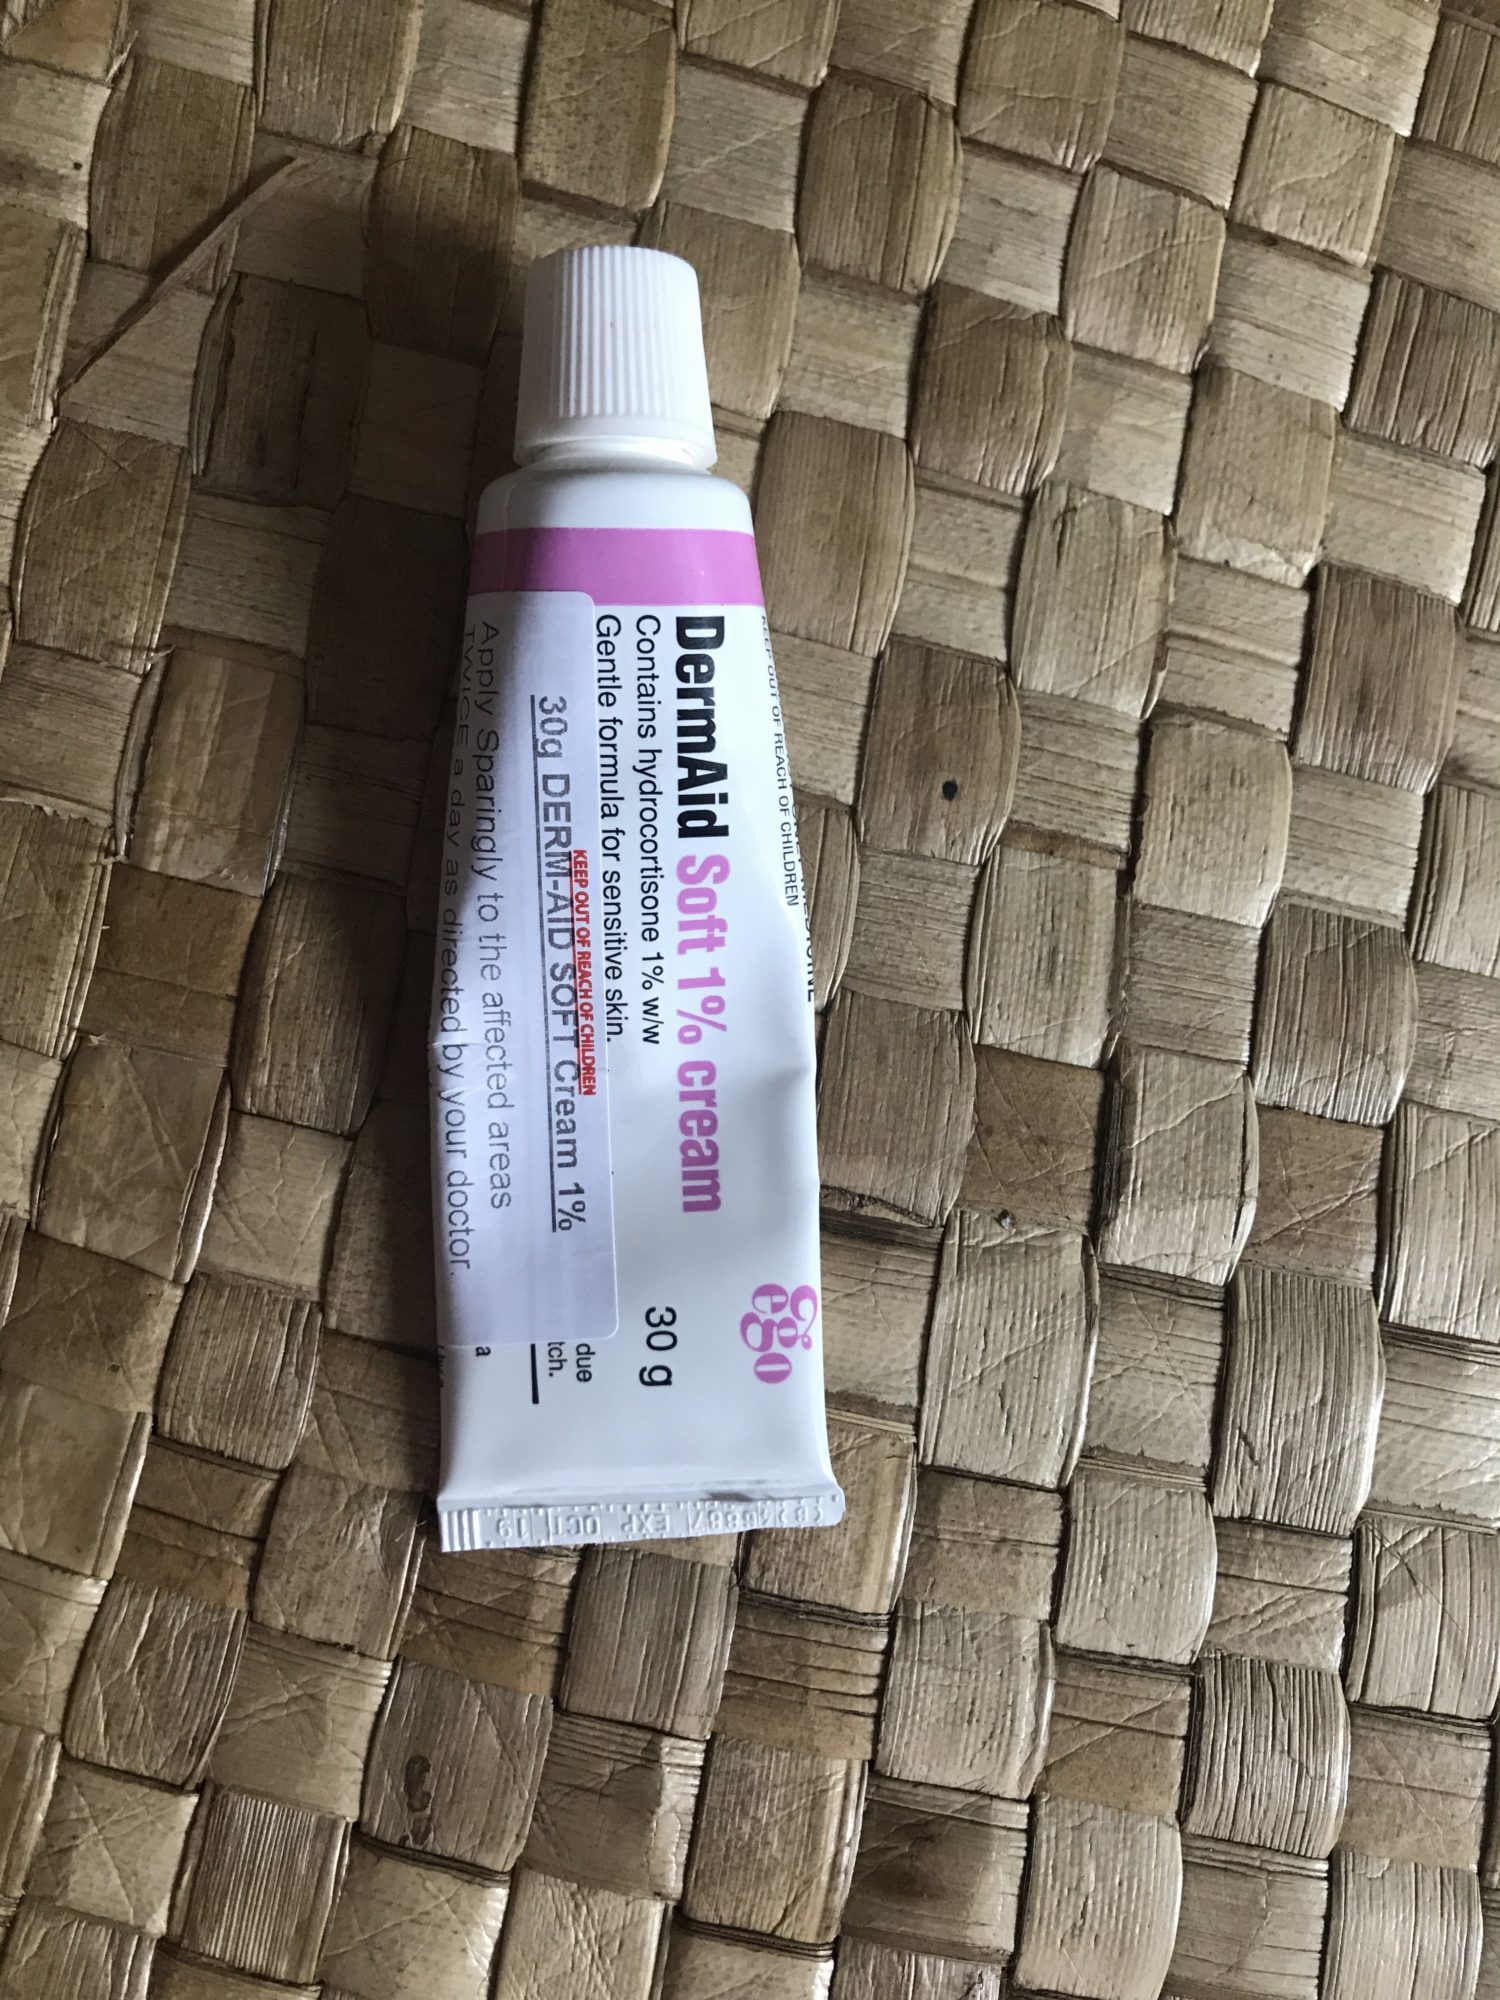 KEEP OUT OF REACH OF CHILDREN
DermAid Soft 1% cream
Contains hydrocortisone 1% w/w
Gentle formula for sensitive skin.
30 g
ego
due
tch.
a
KEEP OUT OF REACH OF CHILDREN
30g DERM-AID SOFT Cream 1%
Apply Sparingly to the affected areas
TWICE a day as directed by your doctor.
EXP. OCT 19